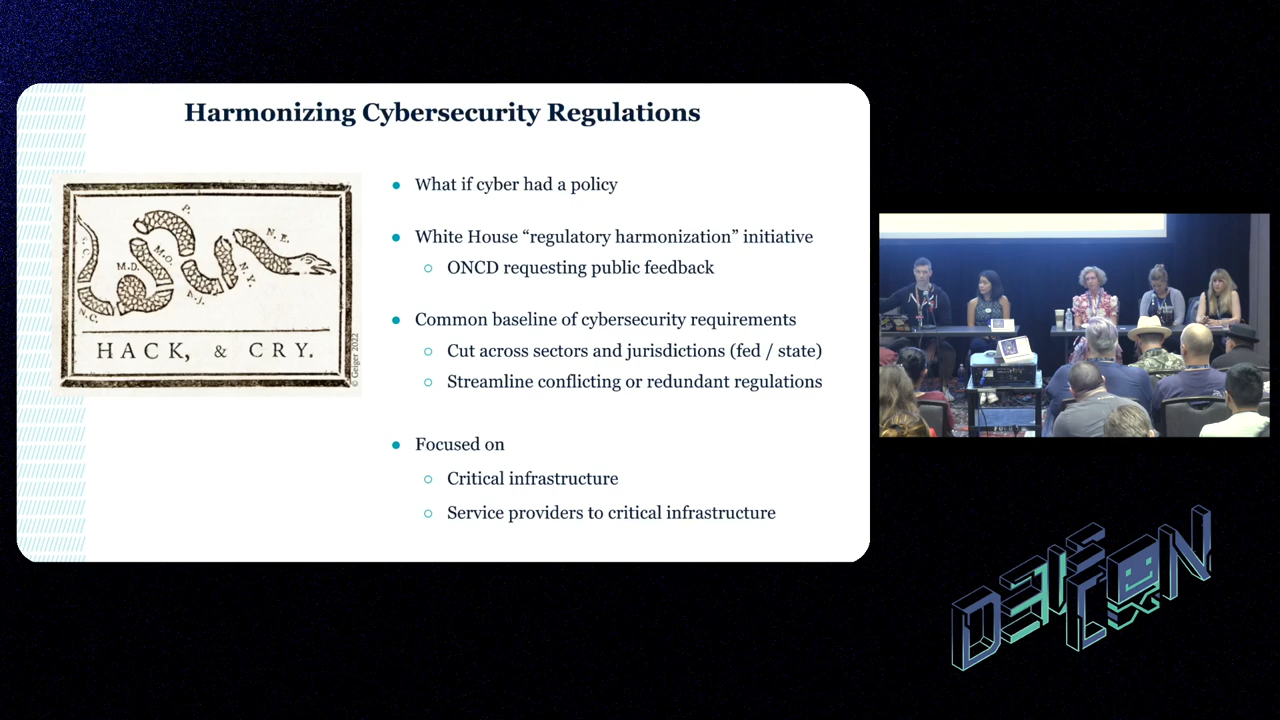 Harmonizing Cybersecurity Regulations
What if cyber had a policy
White House “regulatory harmonization” initiative
ONCD requesting public feedback
Common baseline of cybersecurity requirements
Cut across sectors and jurisdictions (fed / state)
Streamline conflicting or redundant regulations
Focused on
Critical infrastructure
Service providers to critical infrastructure
P.
N. E.
M.O.
M.D.
N.Y.
N.J.
N.C.
HACK, & CRY.
© Geiger 2022
DEF CON